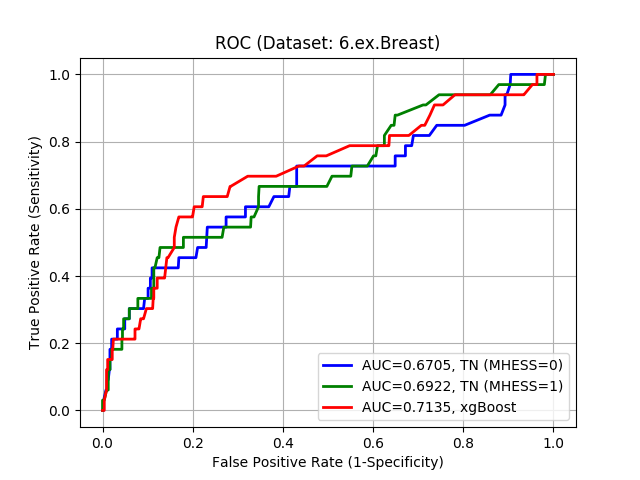 ROC (Dataset: 6.ex.Breast)
True Positive Rate (Sensitivity)
1.0
0.8
0.6
0.4
0.2
0.0
AUC=0.6705, TN (MHESS=0)
AUC=0.6922, TN (MHESS=1)
AUC=0.7135, xgBoost
0.0 0.2 0.4 0.6 0.8 1.0
False Positive Rate (1-Specificity)